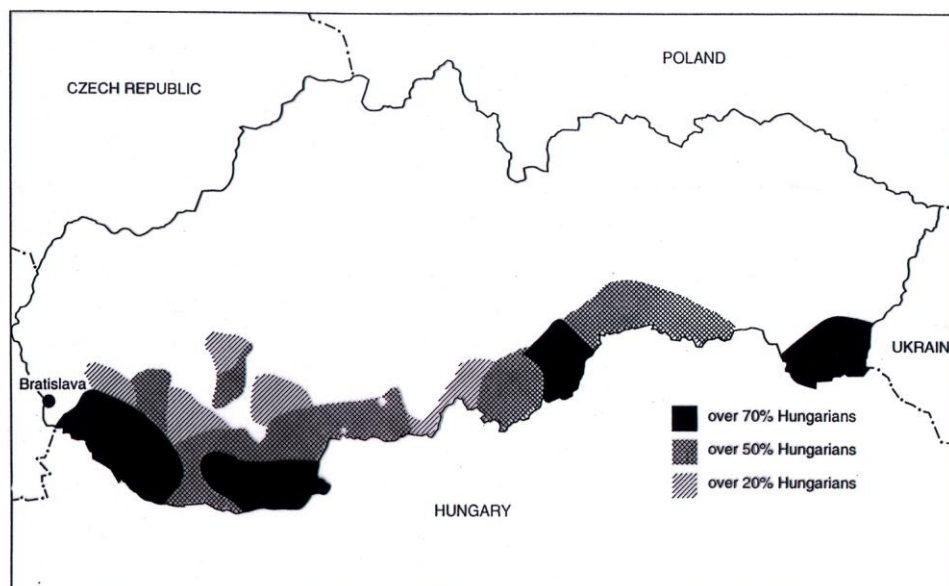 POLAND
CZECH REPUBLIC
UKRAIN
Bratislava
over 70% Hungarians
over 50% Hungarians
over 20% Hungarians
HUNGARY